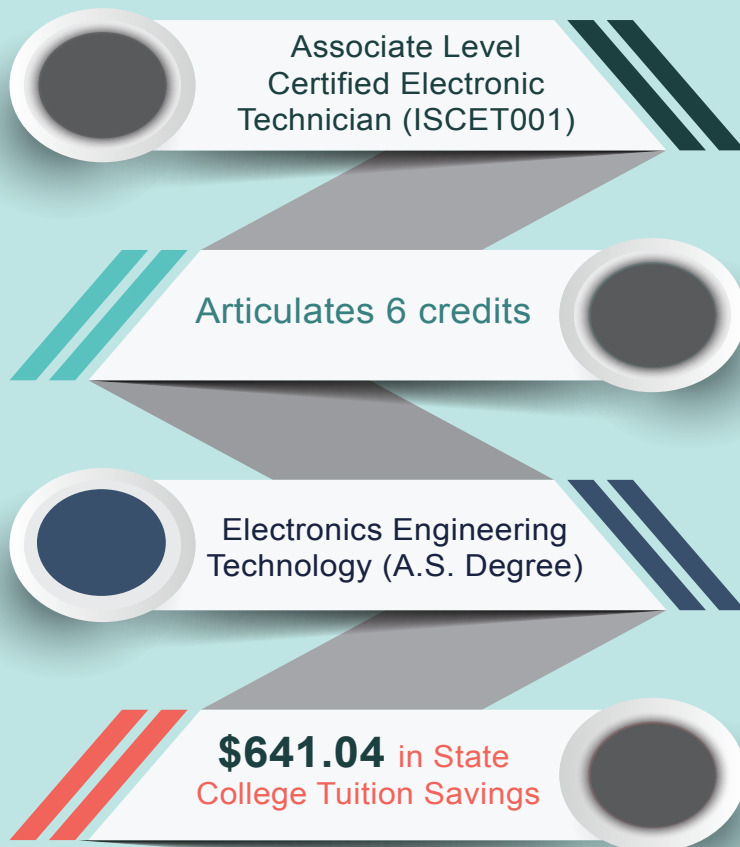 Associate Level
Certified Electronic
Technician (ISCET001)
Articulates 6 credits
Electronics Engineering
Technology (A.S. Degree)
$641.04 in State
College Tuition Savings